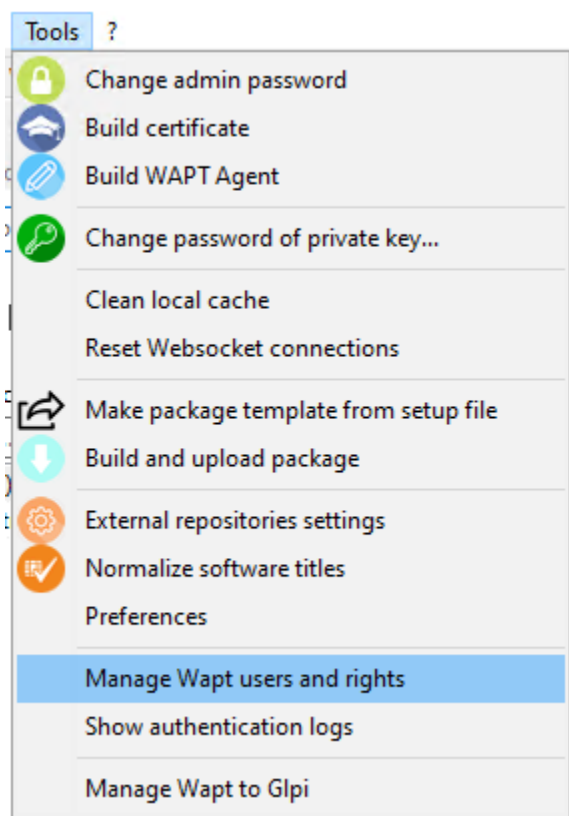 Tools ?
Change admin password
Build certificate
Build WAPT Agent
Change password of private key...
Clean local cache
Reset Websocket connections
Make package template from setup file
Build and upload package
External repositories settings
Normalize software titles
Preferences
Manage Wapt users and rights
Show authentication logs
Manage Wapt to Glpi